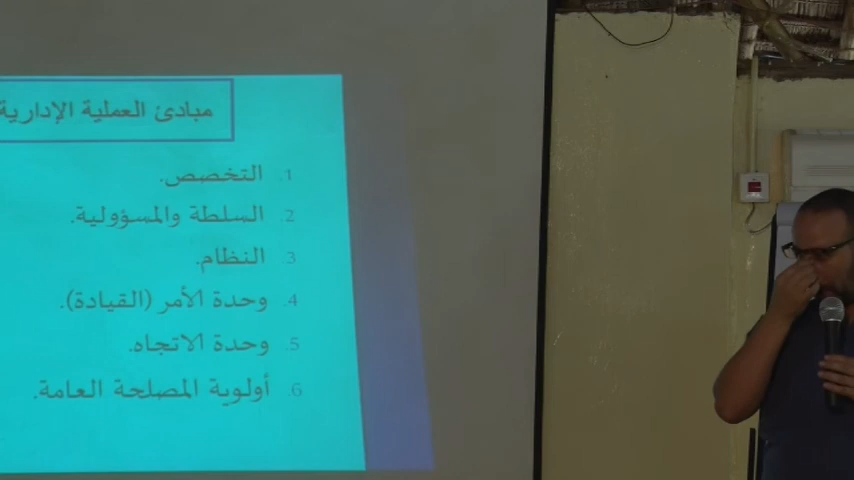 مبادئ العملية الإدارية
1. التخصص.
2. السلطة والمسؤولية.
3. النظام.
4. وحدة الأمر (القيادة).
5. وحدة الاتجاه.
6. أولوية المصلحة العامة.